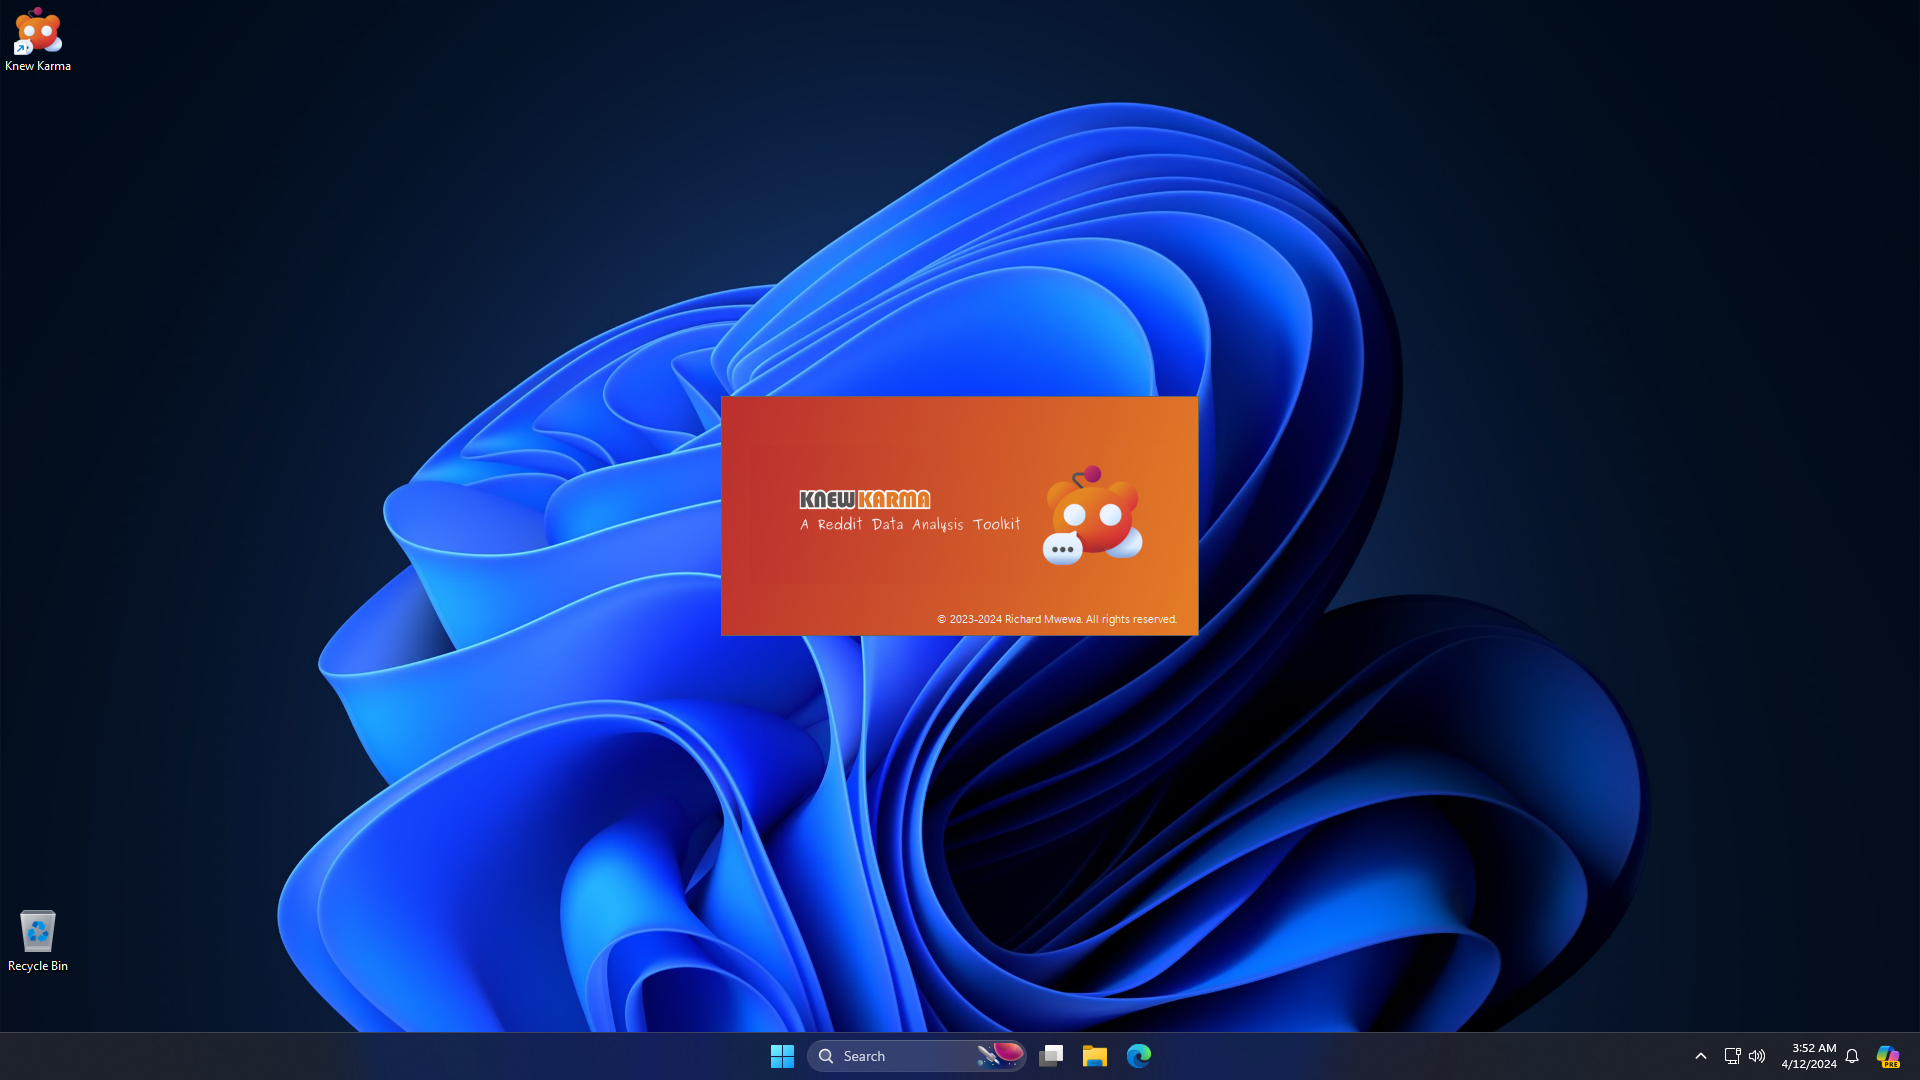 Knew Karma
KNEW KARMA
A Reddit Data Analysis Toolkit
© 2023-2024 Richard Mwewa. All rights reserved.
Recycle Bin
Search
3:52 AM
4/12/2024
PRE